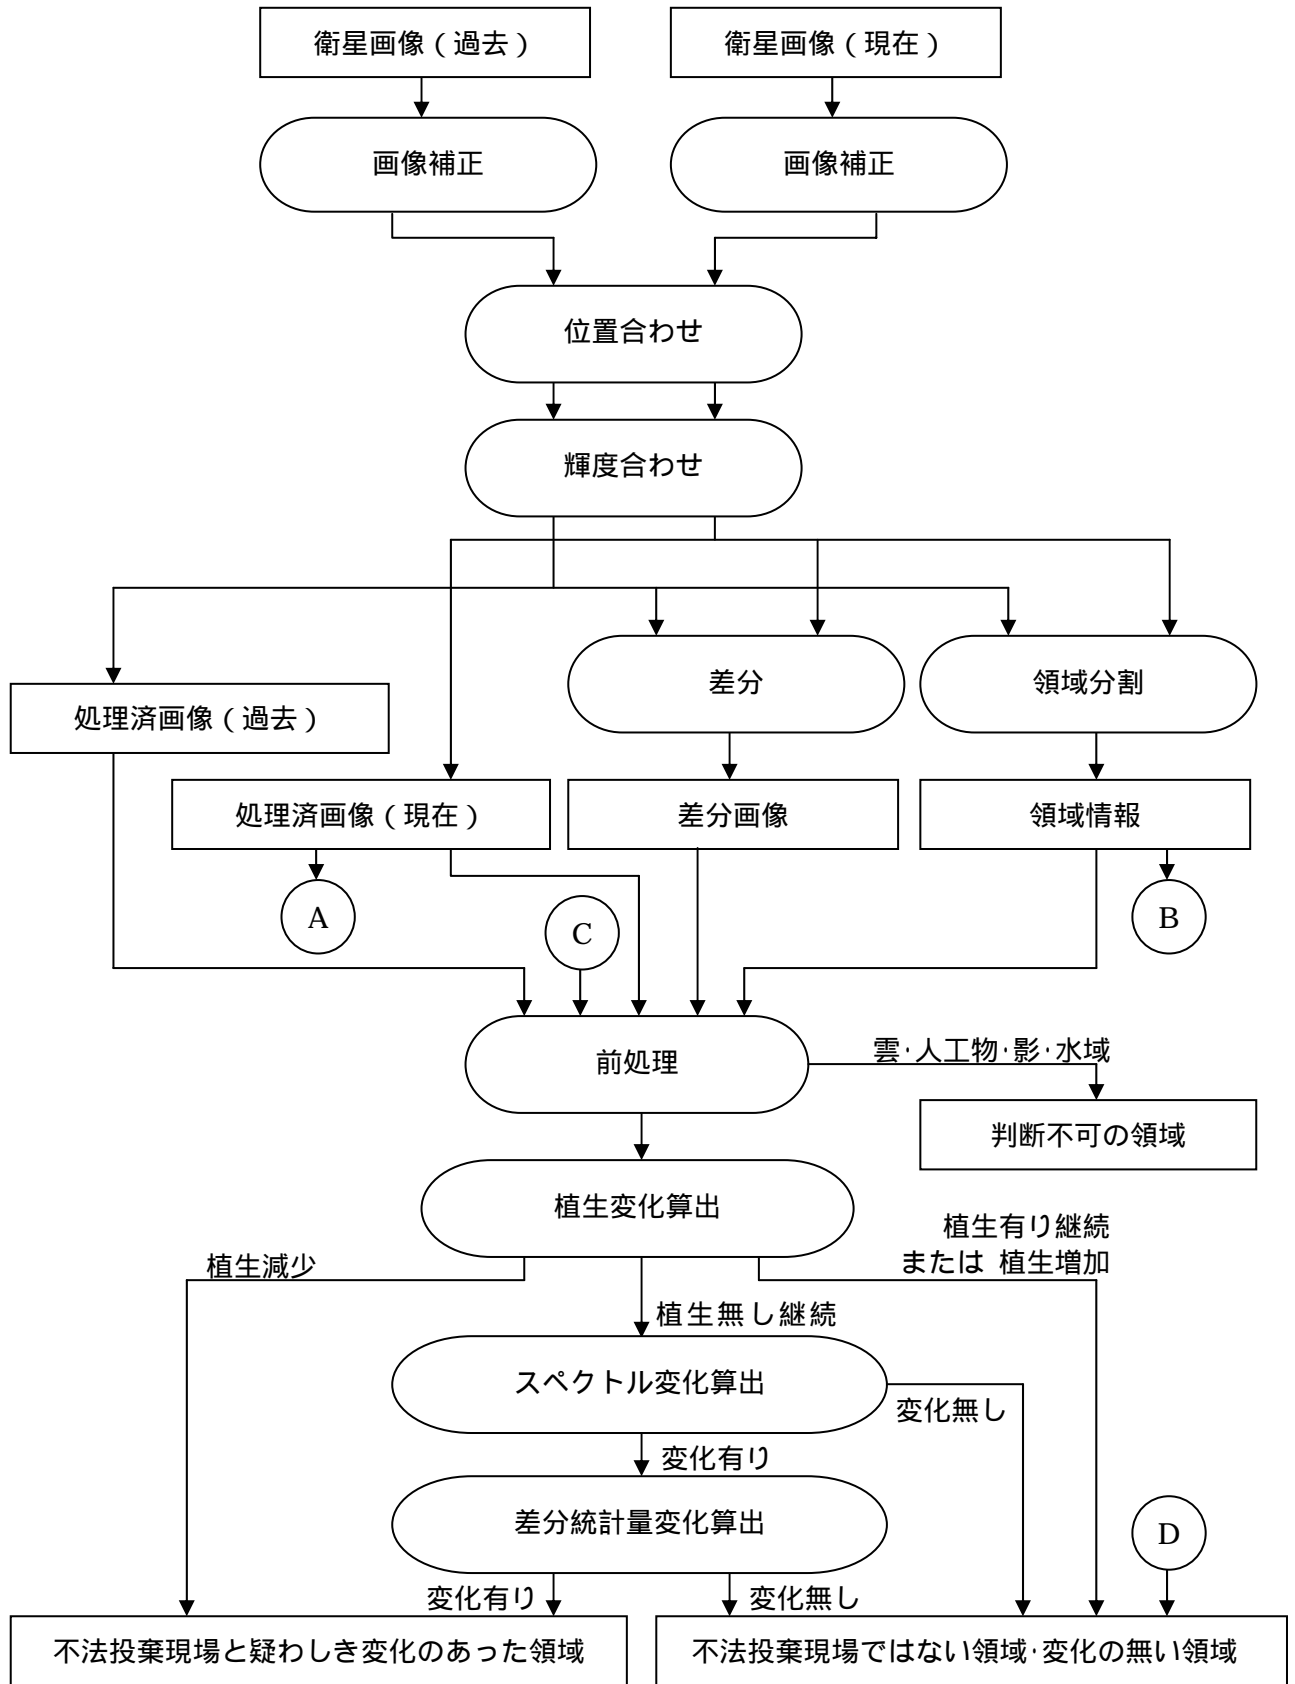 衛星画像（過去）
衛星画像（現在）
画像補正
画像補正
位置合わせ
輝度合わせ
差分
領域分割
処理済画像（過去）
処理済画像（現在）
差分画像
領域情報
A
C
B
前処理
雲・人工物・影・水域
判断不可の領域
植生変化算出
植生減少
植生有り継続
または 植生増加
植生無し継続
スペクトル変化算出
変化無し
変化有り
差分統計量変化算出
D
変化有り
変化無し
不法投棄現場と疑わしき変化のあった領域
不法投棄現場ではない領域・変化の無い領域